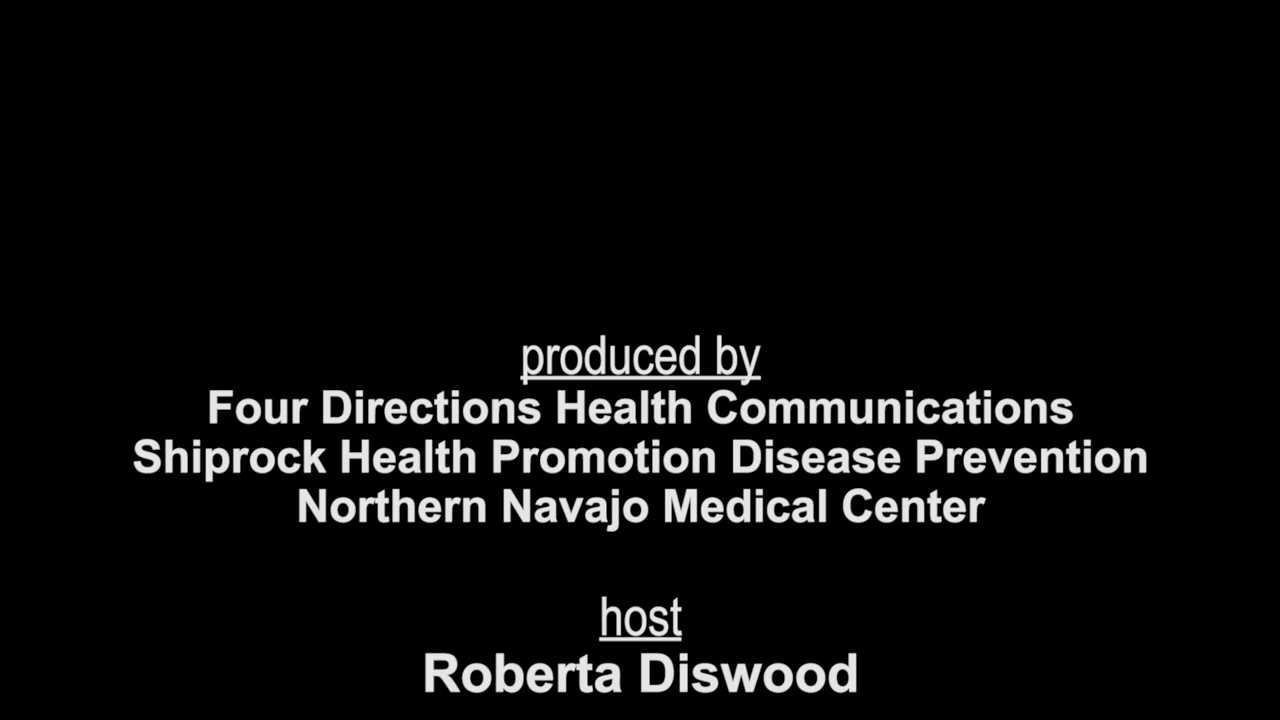 produced by
Four Directions Health Communications
Shiprock Health Promotion Disease Prevention
Northern Navajo Medical Center
host
Roberta Diswood